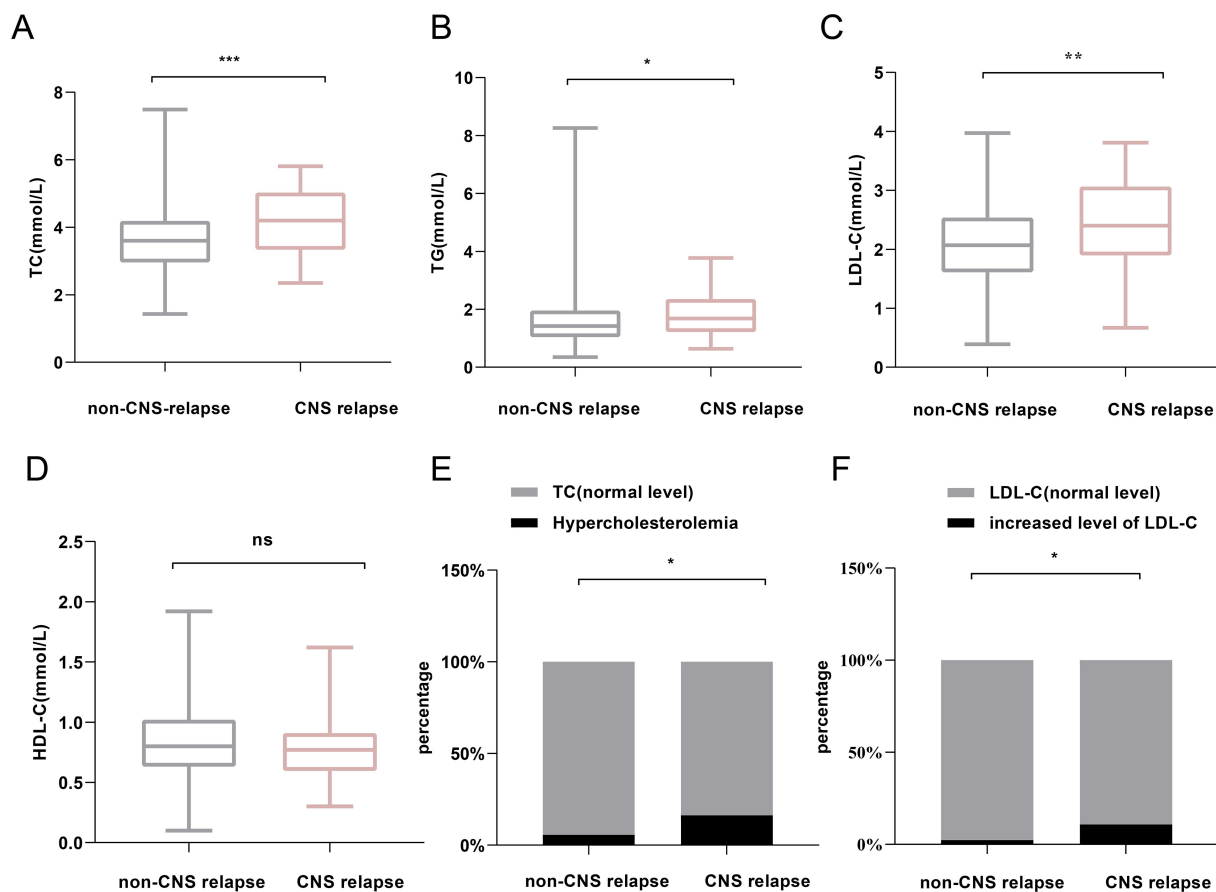 A
***
TC(mmol/L)
8
6
4
2
0
non-CNS-relapse CNS relapse
B
*
TG(mmol/L)
10
8
6
4
2
0
non-CNS relapse CNS relapse
C
**
LDL-C(mmol/L)
5
4
3
2
1
0
non-CNS relapse CNS relapse
D
ns
HDL-C(mmol/L)
2.5
2.0
1.5
1.0
0.5
0.0
non-CNS relapse CNS relapse
E
TC(normal level)
Hypercholesterolemia
*
percentage
150%
100%
50%
0%
non-CNS relapse CNS relapse
F
LDL-C(normal level)
increased level of LDL-C
*
percentage
150%
100%
50%
0%
non-CNS relapse CNS relapse